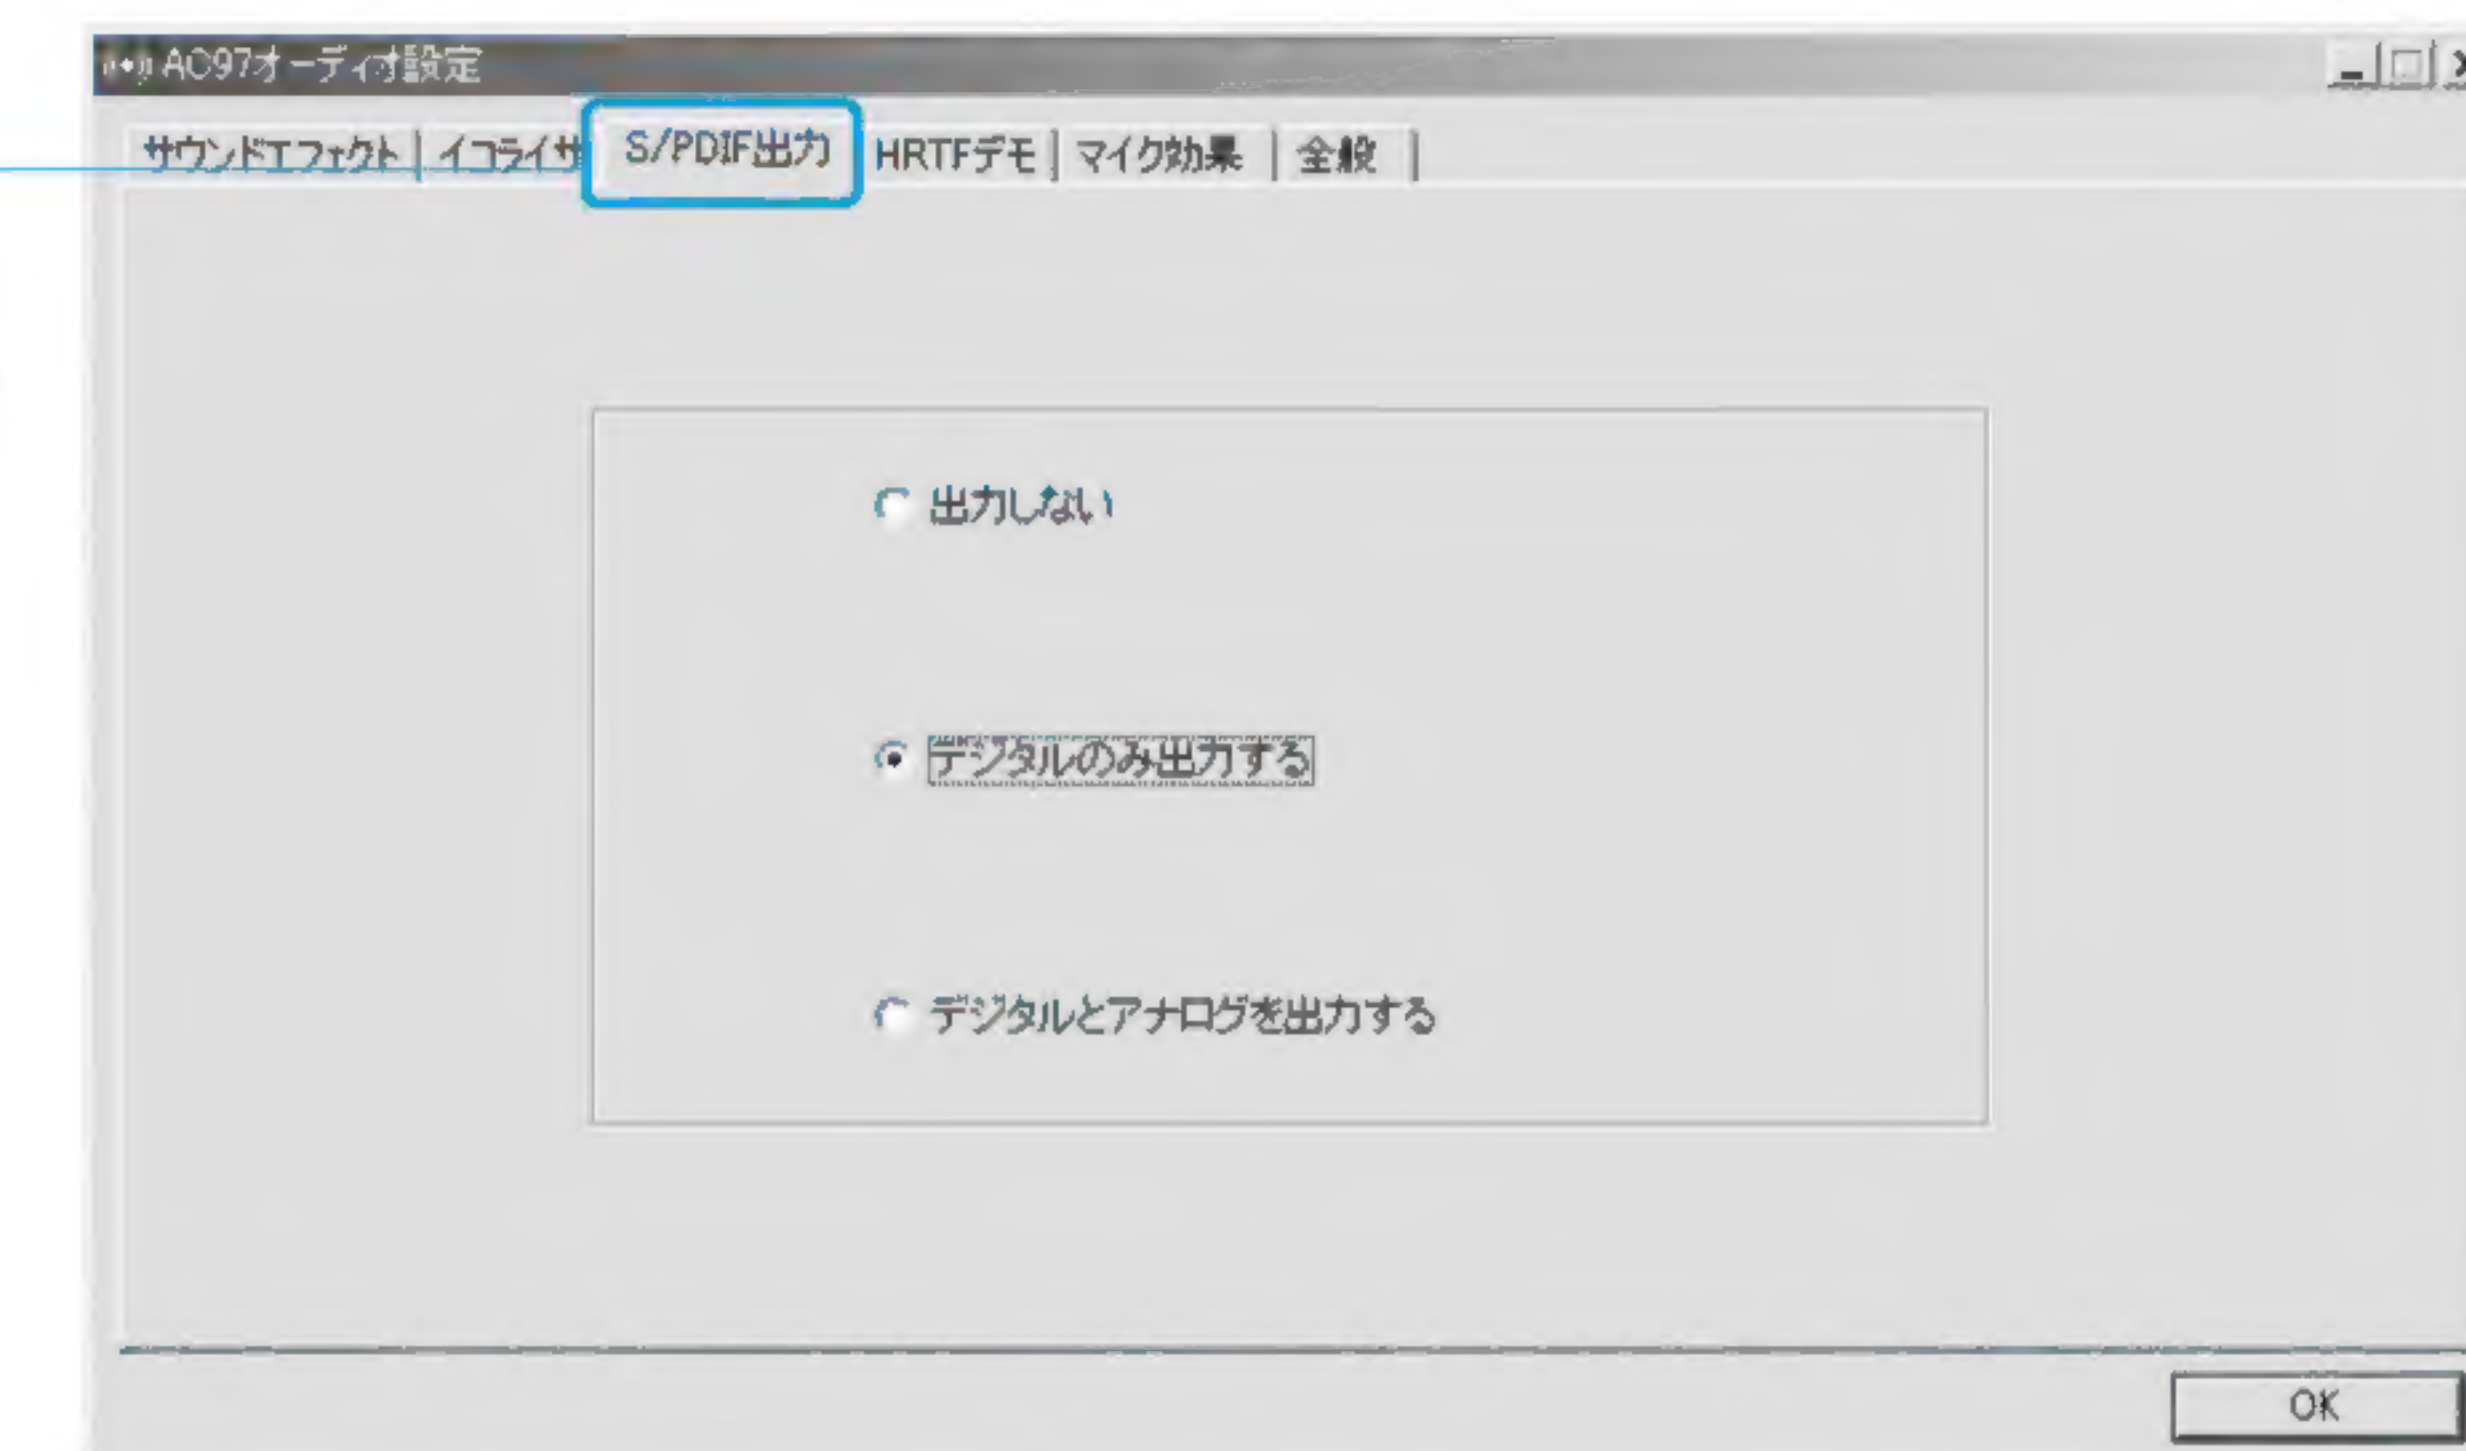 AC97オーディオ設定
サウンドエフェクト イコライサ S/PDIF出力 HRTFデモ マイク効果 全般
出力しない
デジタルのみ出力する
デジタルとアナログを出力する
OK